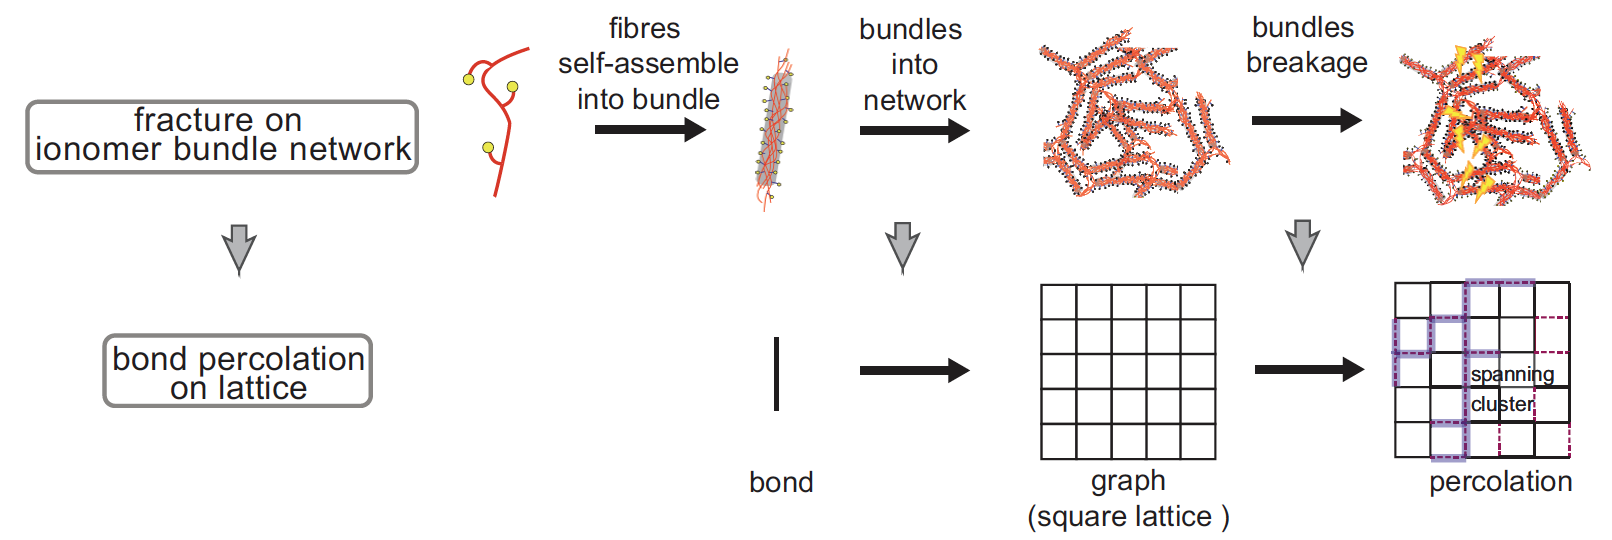 fracture on
ionomer bundle network
fibres
self-assemble
into bundle
bundles
into
network
bundles
breakage
bond percolation
on lattice
bond
graph
(square lattice )
spanning
cluster
percolation